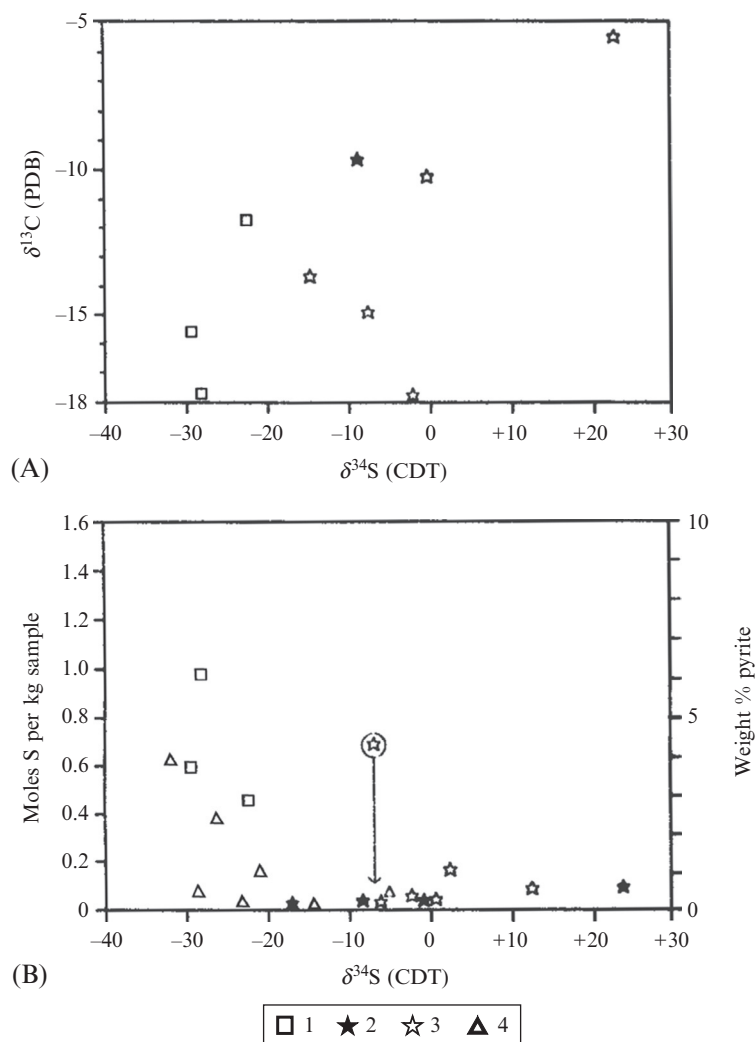 −5
−10
−15
−18
δ¹³C (PDB)
−40 −30 −20 −10 0 +10 +20 +30
(A)
δ³⁴S (CDT)
1.6
1.4
1.2
1.0
0.8
0.6
0.4
0.2
0
Moles S per kg sample
10
5
0
Weight % pyrite
−40 −30 −20 −10 0 +10 +20 +30
(B)
δ³⁴S (CDT)
1 2 3 4